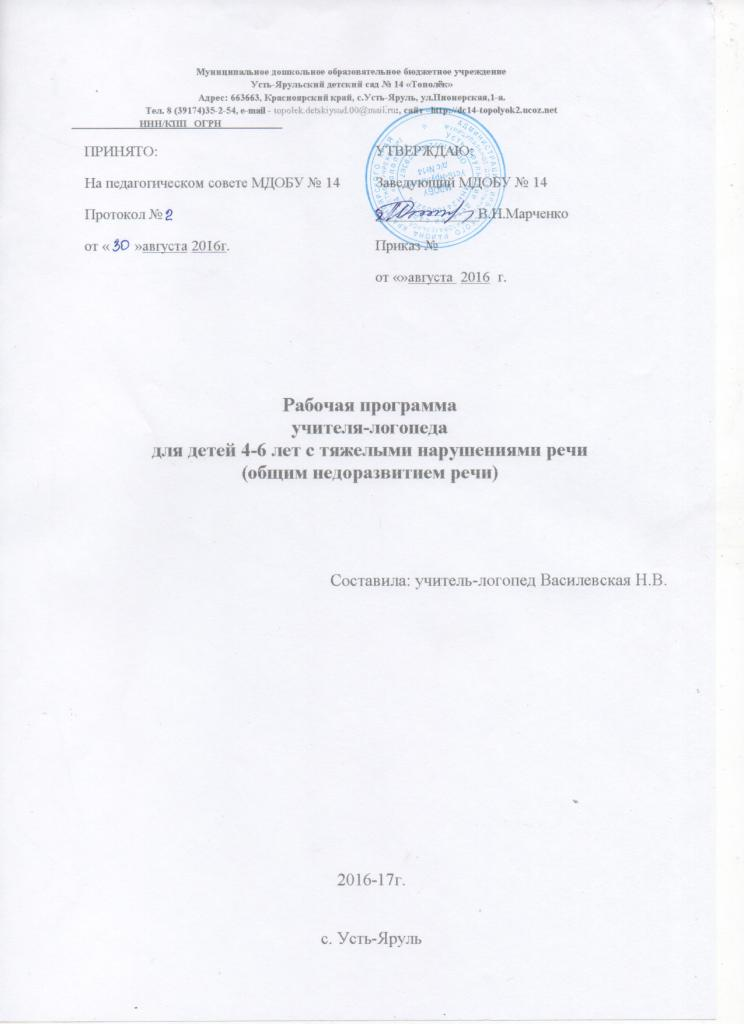 Муниципальное дошкольное образовательное бюджетное учреждение
Усть-Ярульский детский сад № 14 «Тополёк»
Адрес: 663663, Красноярский край, с.Усть-Яруль, ул.Пионерская,1-а.
Тел. 8 (39174)35-2-54, e-mail - topolek.detskiysad.00@mail.ru:, сайт - http://dc14-topolyok2.ucoz.net
ИНН/КПП ОГРН
ПРИНЯТО:
На педагогическом совете МДОБУ № 14
Протокол № 2
от « 30 »августа 2016г.
УТВЕРЖДАЮ:
Заведующий МДОБУ № 14
В.И.Марченко
Приказ №
от «»августа 2016 г.
Рабочая программа
учителя-логопеда
для детей 4-6 лет с тяжелыми нарушениями речи
(общим недоразвитием речи)
Составила: учитель-логопед Василевская Н.В.
2016-17г.
с. Усть-Яруль